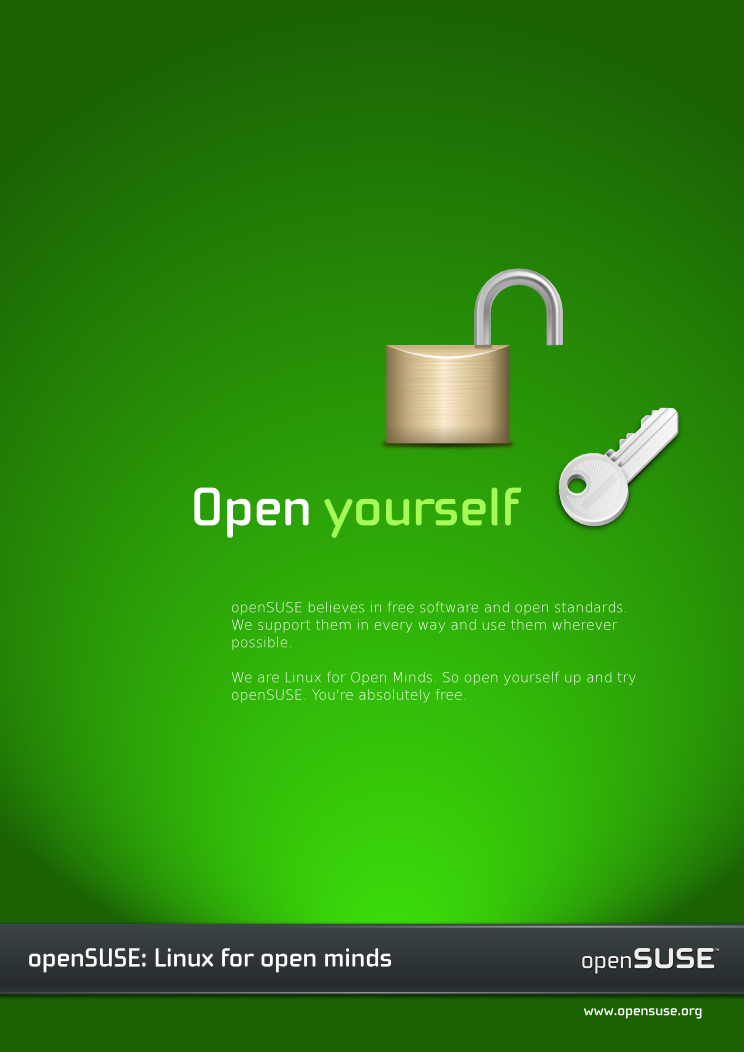 Open yourself
openSUSE believes in free software and open standards.
We support them in every way and use them wherever
possible.
We are Linux for Open Minds. So open yourself up and try
openSUSE. You're absolutely free.
openSUSE: Linux for open minds
openSUSE™
www.opensuse.org